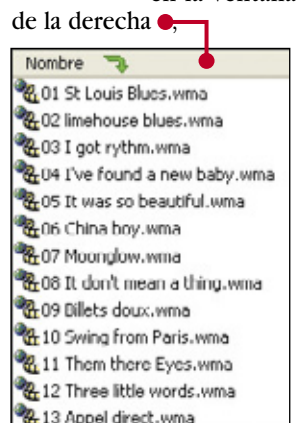 en la ventana
de la derecha ,
Nombre
01 St Louis Blues.wma
02 limehouse blues.wma
03 I got rythm.wma
04 I've found a new baby.wma
05 It was so beautiful.wma
06 China boy.wma
07 Moonglow.wma
08 It don't mean a thing.wma
09 Billets doux.wma
10 Swing from Paris.wma
11 Them there Eyes.wma
12 Three little words.wma
13 Appel direct.wma